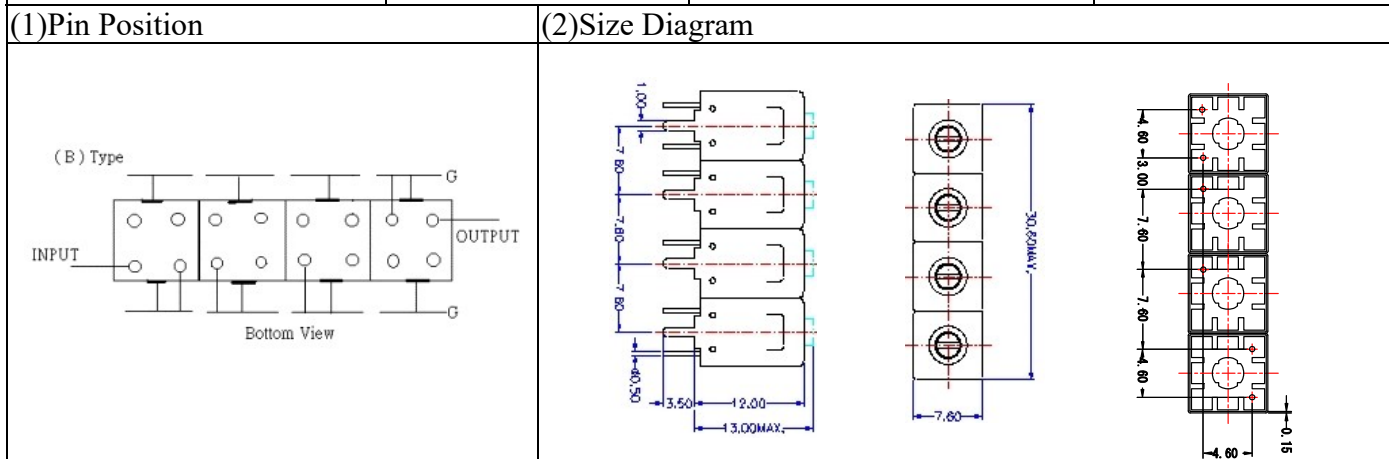 (1)Pin Position
(2)Size Diagram
(B) Type
G
INPUT
OUTPUT
G
Bottom View
1.00
7.80
7.80
7.80
Φ0.50
3.50
12.00
13.00MAX.
30.60MAX.
7.60
4.60
3.00
7.60
7.60
4.60
0.15
4.60